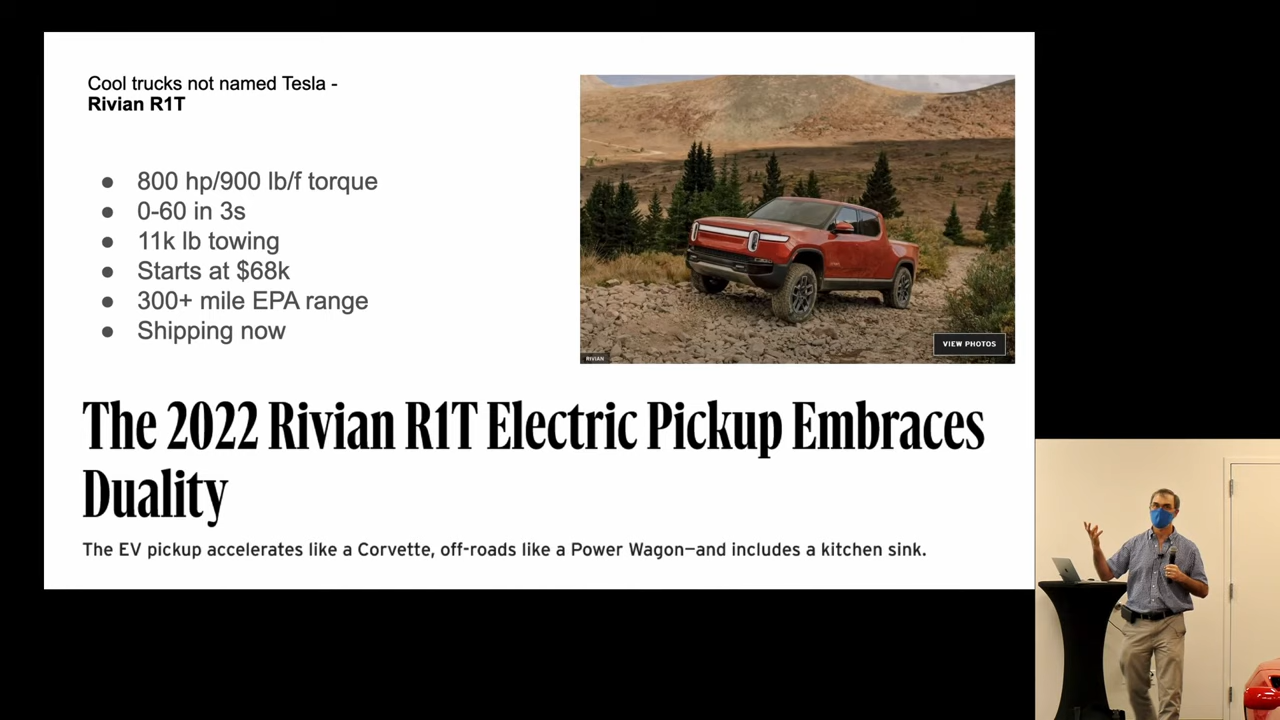 Cool trucks not named Tesla -
Rivian R1T
● 800 hp/900 lb/f torque
● 0-60 in 3s
● 11k lb towing
● Starts at $68k
● 300+ mile EPA range
● Shipping now
RIVIAN
VIEW PHOTOS
The 2022 Rivian R1T Electric Pickup Embraces
Duality
The EV pickup accelerates like a Corvette, off-roads like a Power Wagon—and includes a kitchen sink.